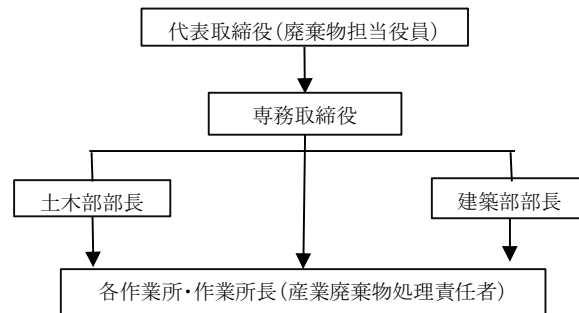 代表取締役(廃棄物担当役員)
専務取締役
土木部部長
建築部部長
各作業所・作業所長(産業廃棄物処理責任者)